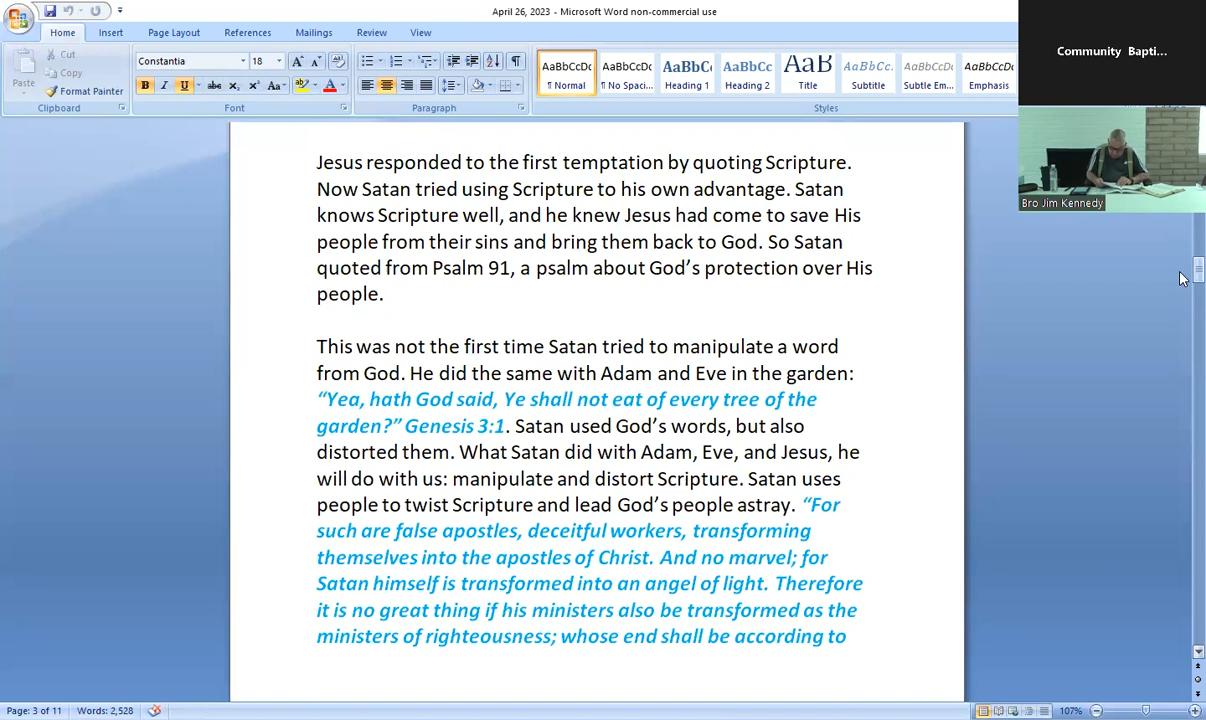 April 26, 2023 - Microsoft Word non-commercial use
Home Insert Page Layout References Mailings Review View
Cut
Copy
Paste
Format Painter
Clipboard
Constantia 18
Font
Paragraph
AaBbCcDc AaBbCcDc AaBbCc AaBbCc AaB AaBbCc. AaBbCcDc AaBbCcDc
¶ Normal ¶ No Spaci... Heading 1 Heading 2 Title Subtitle Subtle Em... Emphasis
Styles
Community Bapti...
Bro Jim Kennedy
Jesus responded to the first temptation by quoting Scripture.
Now Satan tried using Scripture to his own advantage. Satan
knows Scripture well, and he knew Jesus had come to save His
people from their sins and bring them back to God. So Satan
quoted from Psalm 91, a psalm about God’s protection over His
people.
This was not the first time Satan tried to manipulate a word
from God. He did the same with Adam and Eve in the garden:
“Yea, hath God said, Ye shall not eat of every tree of the
garden?” Genesis 3:1. Satan used God’s words, but also
distorted them. What Satan did with Adam, Eve, and Jesus, he
will do with us: manipulate and distort Scripture. Satan uses
people to twist Scripture and lead God’s people astray. “For
such are false apostles, deceitful workers, transforming
themselves into the apostles of Christ. And no marvel; for
Satan himself is transformed into an angel of light. Therefore
it is no great thing if his ministers also be transformed as the
ministers of righteousness; whose end shall be according to
Page: 3 of 11 Words: 2,528 107%